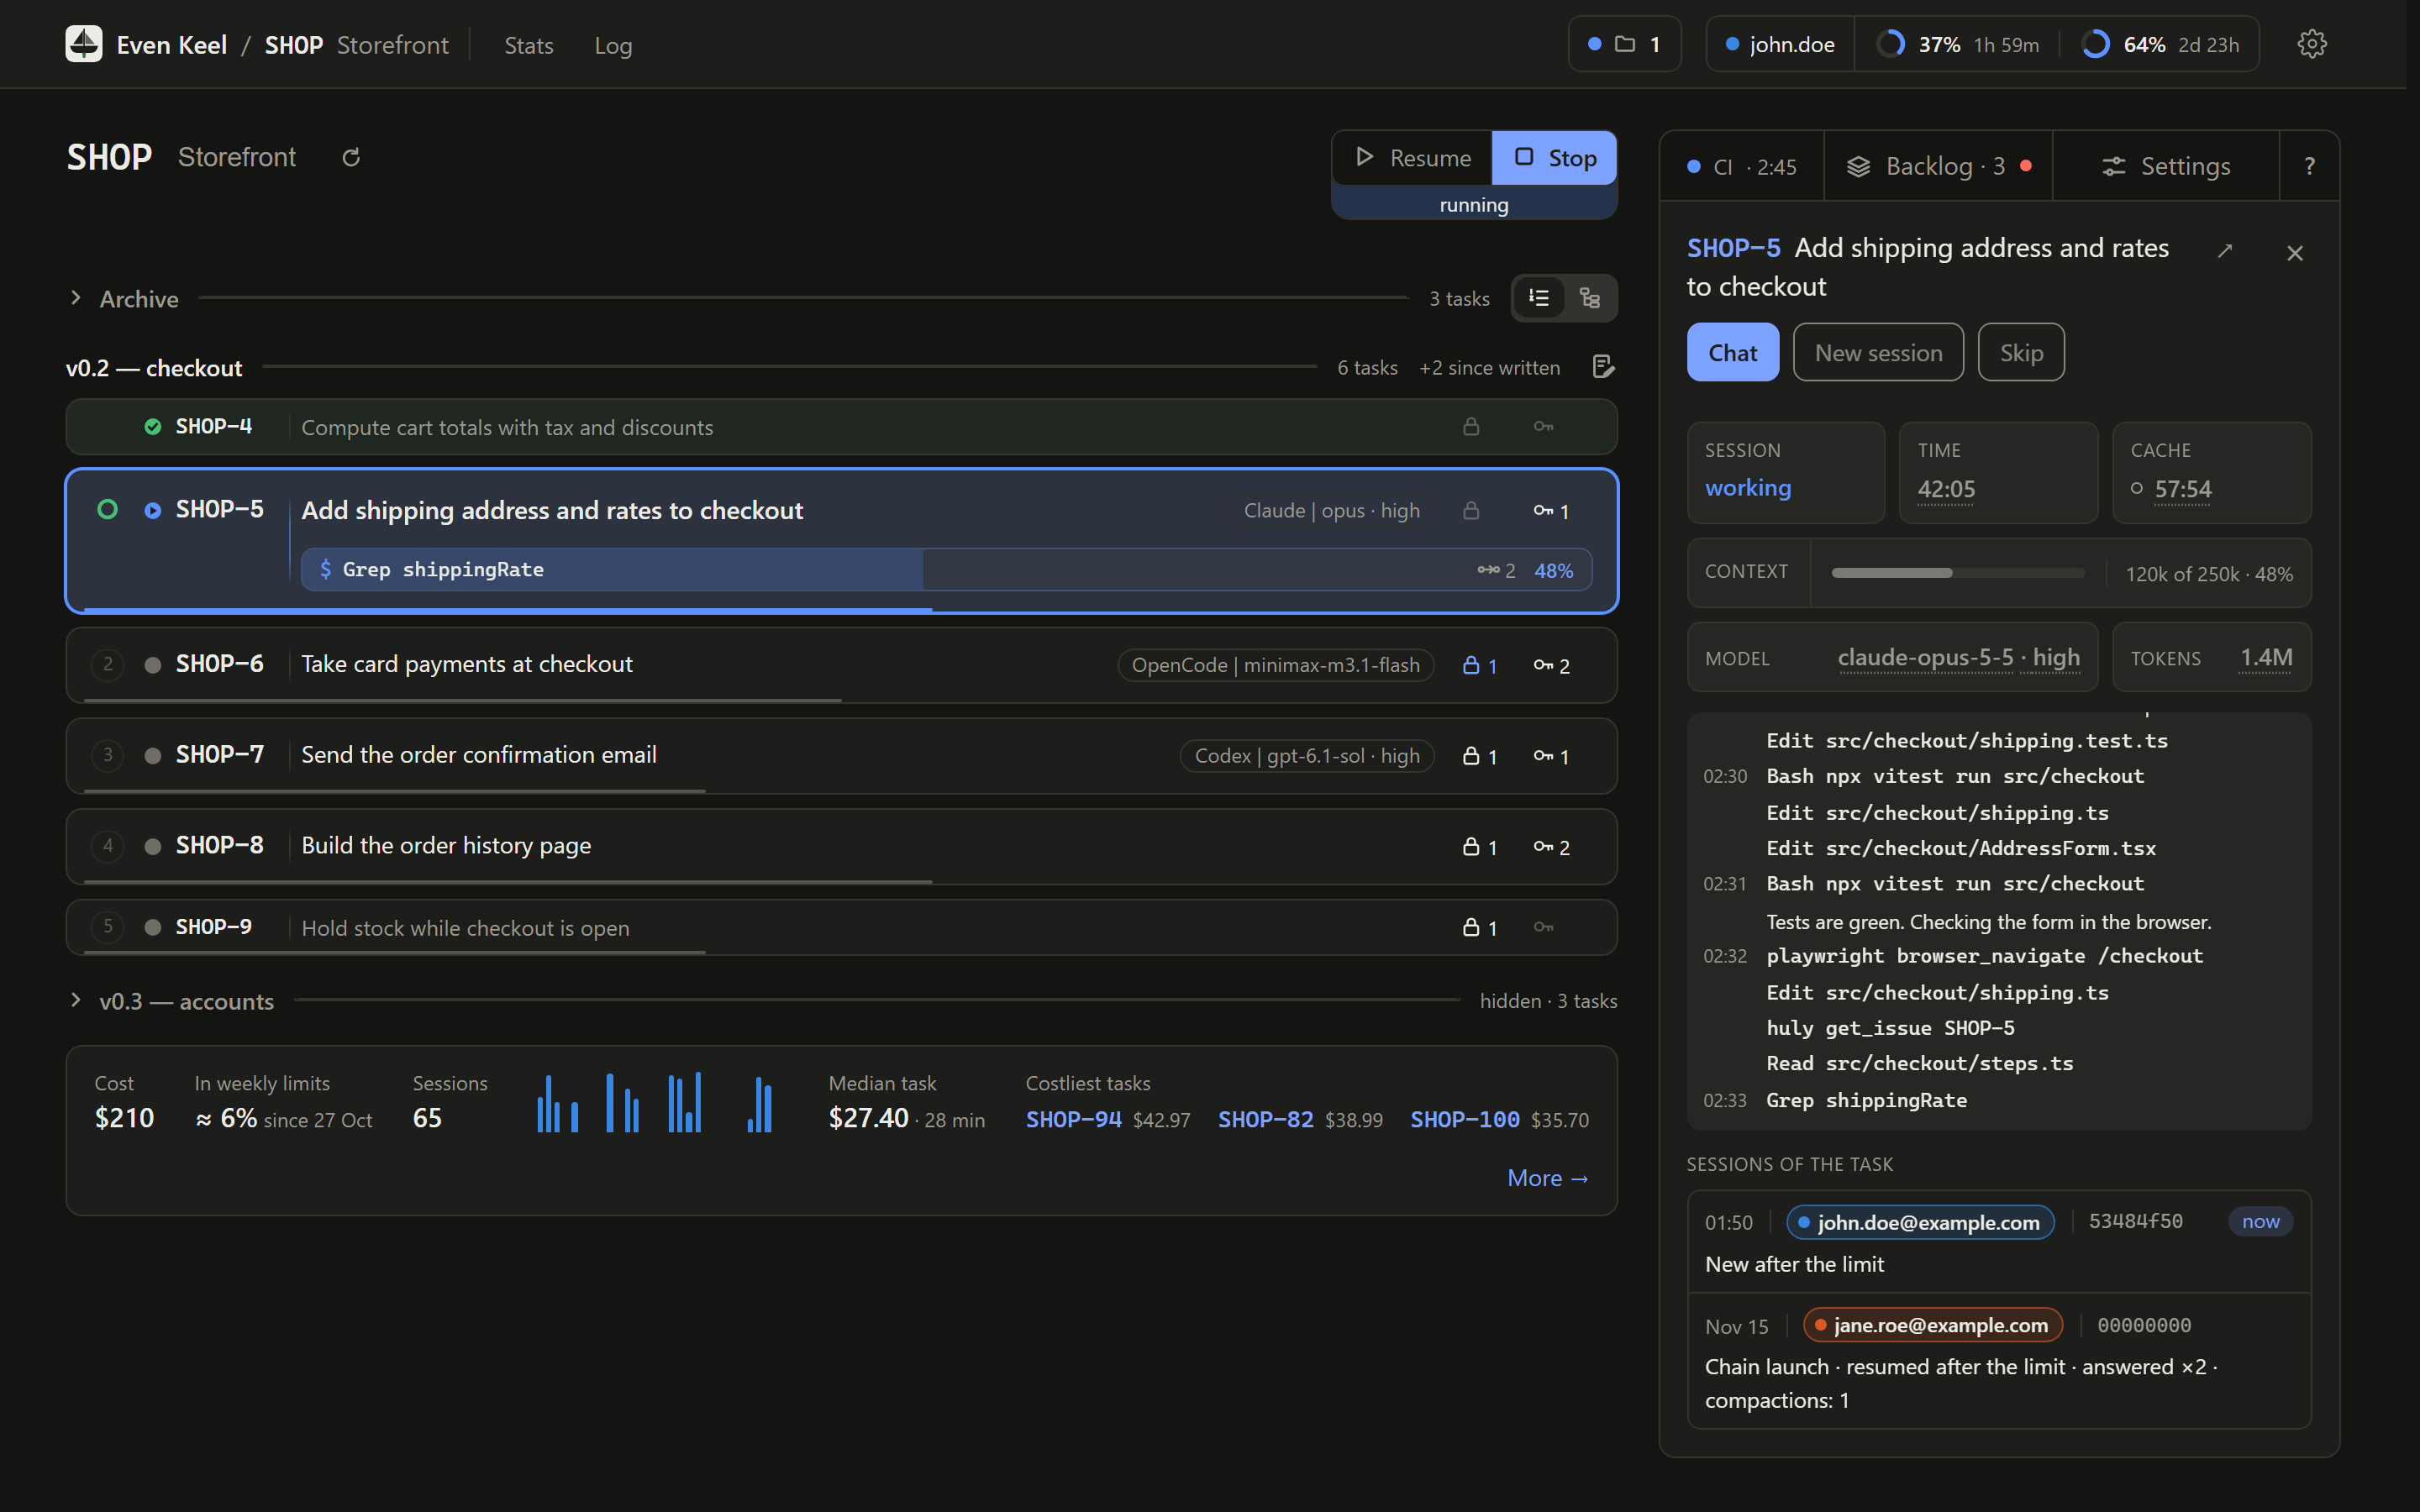 Even Keel / SHOP Storefront Stats Log
1
john.doe 37% 1h 59m 64% 2d 23h
SHOP Storefront
Resume Stop
running
Archive 3 tasks
v0.2 — checkout 6 tasks +2 since written
SHOP-4 Compute cart totals with tax and discounts
SHOP-5 Add shipping address and rates to checkout Claude | opus · high 1
$ Grep shippingRate 2 48%
2 SHOP-6 Take card payments at checkout OpenCode | minimax-m3.1-flash 1 2
3 SHOP-7 Send the order confirmation email Codex | gpt-6.1-sol · high 1 1
4 SHOP-8 Build the order history page 1 2
5 SHOP-9 Hold stock while checkout is open 1
v0.3 — accounts hidden · 3 tasks
Cost In weekly limits Sessions Median task Costliest tasks
$210 ≈ 6% since 27 Oct 65 $27.40 · 28 min SHOP-94 $42.97 SHOP-82 $38.99 SHOP-100 $35.70
More →
CI · 2:45 Backlog · 3 Settings ?
SHOP-5 Add shipping address and rates
to checkout
Chat New session Skip
SESSION TIME CACHE
working 42:05 57:54
CONTEXT 120k of 250k · 48%
MODEL claude-opus-5-5 · high TOKENS 1.4M
Edit src/checkout/shipping.test.ts
02:30 Bash npx vitest run src/checkout
Edit src/checkout/shipping.ts
Edit src/checkout/AddressForm.tsx
02:31 Bash npx vitest run src/checkout
Tests are green. Checking the form in the browser.
02:32 playwright browser_navigate /checkout
Edit src/checkout/shipping.ts
huly get_issue SHOP-5
Read src/checkout/steps.ts
02:33 Grep shippingRate
SESSIONS OF THE TASK
01:50 john.doe@example.com 53484f50 now
New after the limit
Nov 15 jane.roe@example.com 00000000
Chain launch · resumed after the limit · answered ×2 ·
compactions: 1